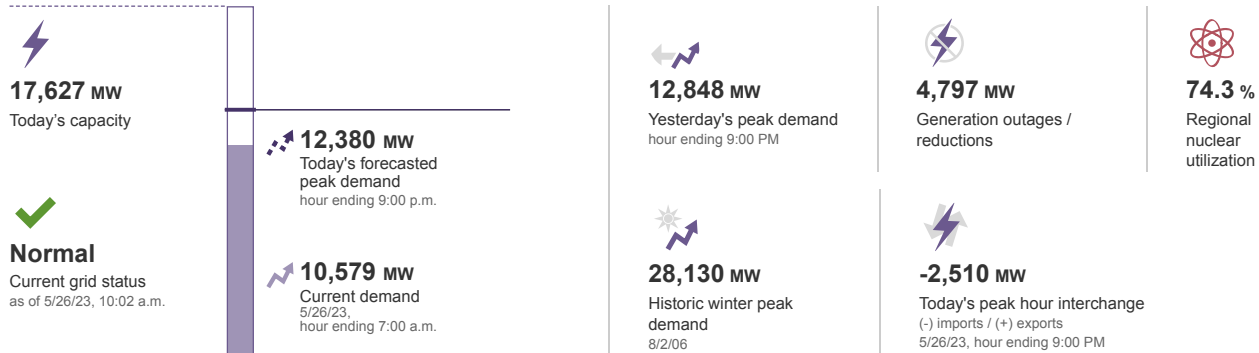 17,627 MW
Today's capacity
Normal
Current grid status
as of 5/26/23, 10:02 a.m.
12,380 MW
Today's forecasted
peak demand
hour ending 9:00 p.m.
10,579 MW
Current demand
5/26/23,
hour ending 7:00 a.m.
12,848 MW
Yesterday's peak demand
hour ending 9:00 PM
4,797 MW
Generation outages /
reductions
74.3 %
Regional
nuclear
utilization
28,130 MW
Historic winter peak
demand
8/2/06
-2,510 MW
Today's peak hour interchange
(-) imports / (+) exports
5/26/23, hour ending 9:00 PM